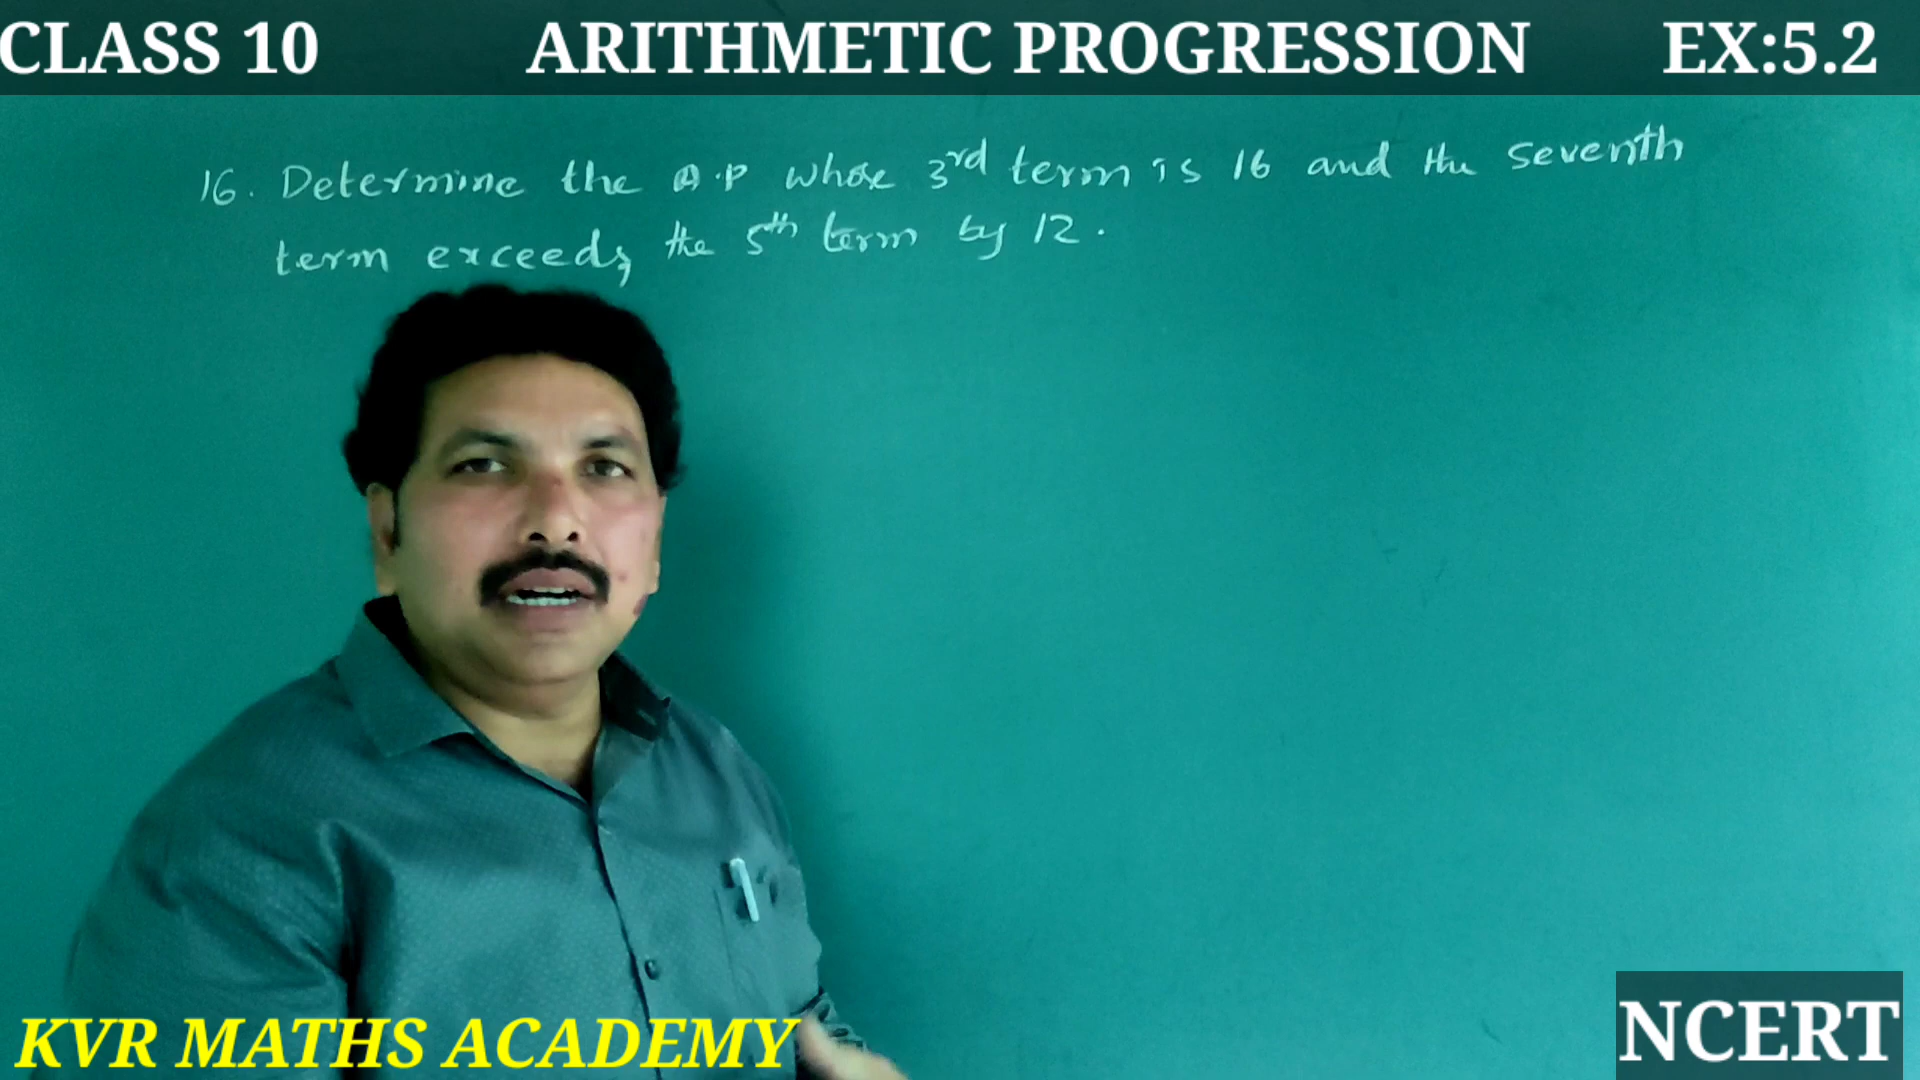 CLASS 10 ARITHMETIC PROGRESSION EX:5.2
16. Determine the A.P whose 3rd term is 16 and the seventh
term exceeds the 5th term by 12.
KVR MATHS ACADEMY
NCERT